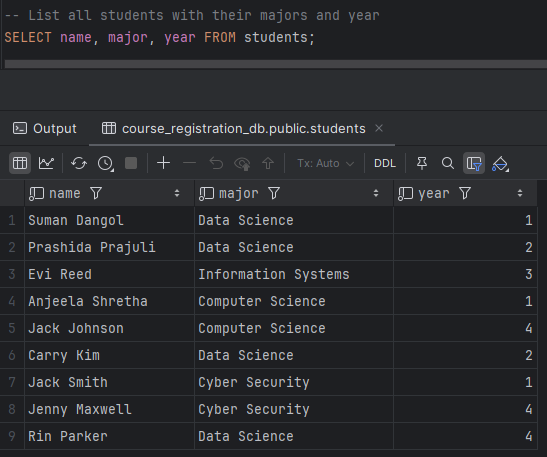 -- List all students with their majors and year
SELECT name, major, year FROM students;
Output course_registration_db.public.students ×
Tx: Auto DDL
name major year
1 Suman Dangol Data Science 1
2 Prashida Prajuli Data Science 2
3 Evi Reed Information Systems 3
4 Anjeela Shretha Computer Science 1
5 Jack Johnson Computer Science 4
6 Carry Kim Data Science 2
7 Jack Smith Cyber Security 1
8 Jenny Maxwell Cyber Security 4
9 Rin Parker Data Science 4